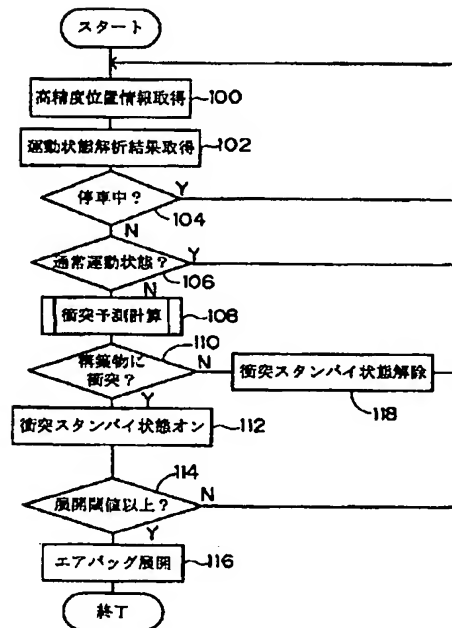 スタート
高精度位置情報取得 100
運動状態解析結果取得 102
停車中? Y
104
N
通常運動状態? Y
106
N
衝突予測計算 108
110
構築物に
衝突? N
衝突スタンバイ状態解除
118
Y
衝突スタンバイ状態オン 112
114
展開閾値以上? N
Y
エアバッグ展開 116
終了